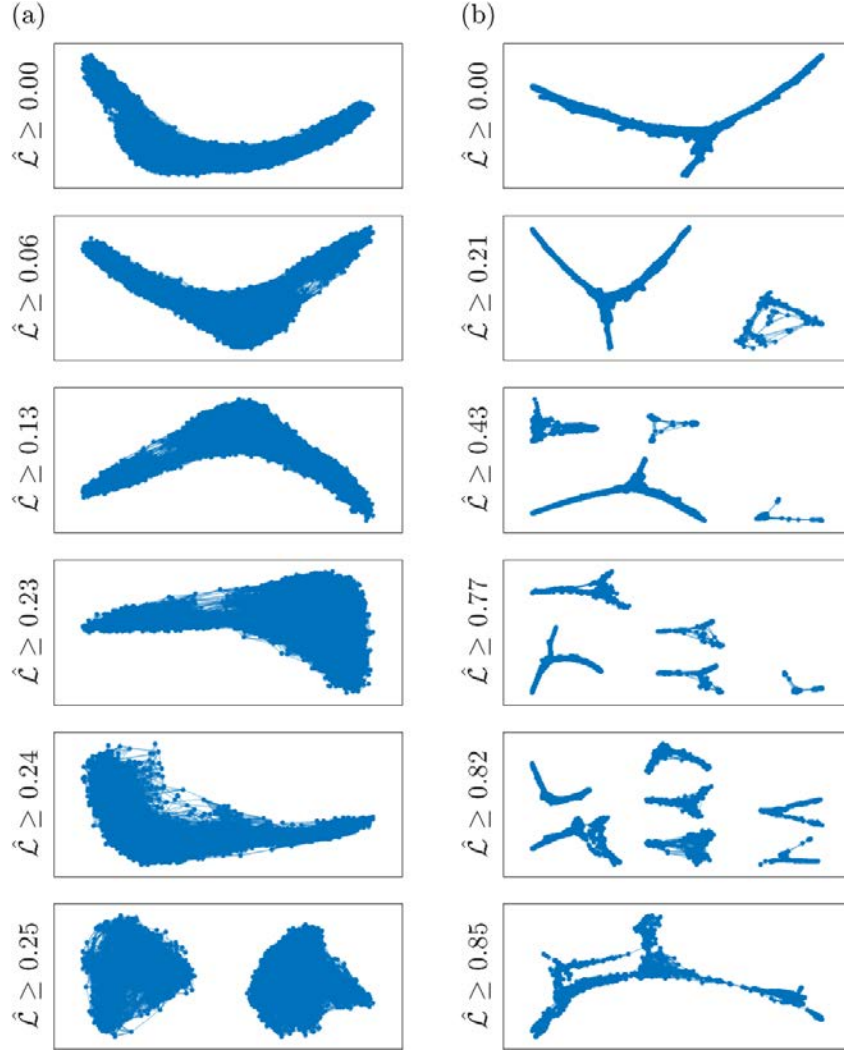 (a)
(b)
ℒ̂ ≥ 0.00
ℒ̂ ≥ 0.00
ℒ̂ ≥ 0.06
ℒ̂ ≥ 0.21
ℒ̂ ≥ 0.13
ℒ̂ ≥ 0.43
ℒ̂ ≥ 0.23
ℒ̂ ≥ 0.77
ℒ̂ ≥ 0.24
ℒ̂ ≥ 0.82
ℒ̂ ≥ 0.25
ℒ̂ ≥ 0.85